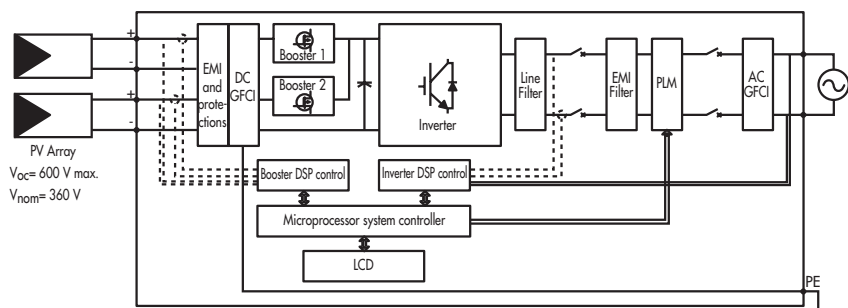 +
-
+
-
PV Array
Voc= 600 V max.
Vnom= 360 V
EMI
and
prote-
ctions
DC
GFCI
Booster 1
Booster 2
Inverter
Line
Filter
EMI
Filter
PLM
AC
GFCI
Booster DSP control
Inverter DSP control
Microprocessor system controller
LCD
PE